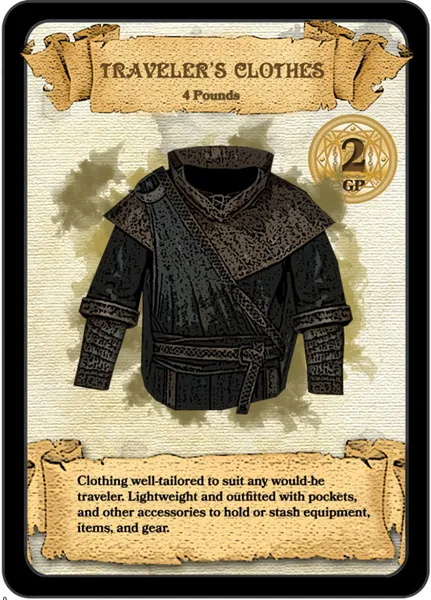 TRAVELER'S CLOTHES
4 Pounds
2
GP
Clothing well-tailored to suit any would-be
traveler. Lightweight and outfitted with pockets,
and other accessories to hold or stash equipment,
items, and gear.